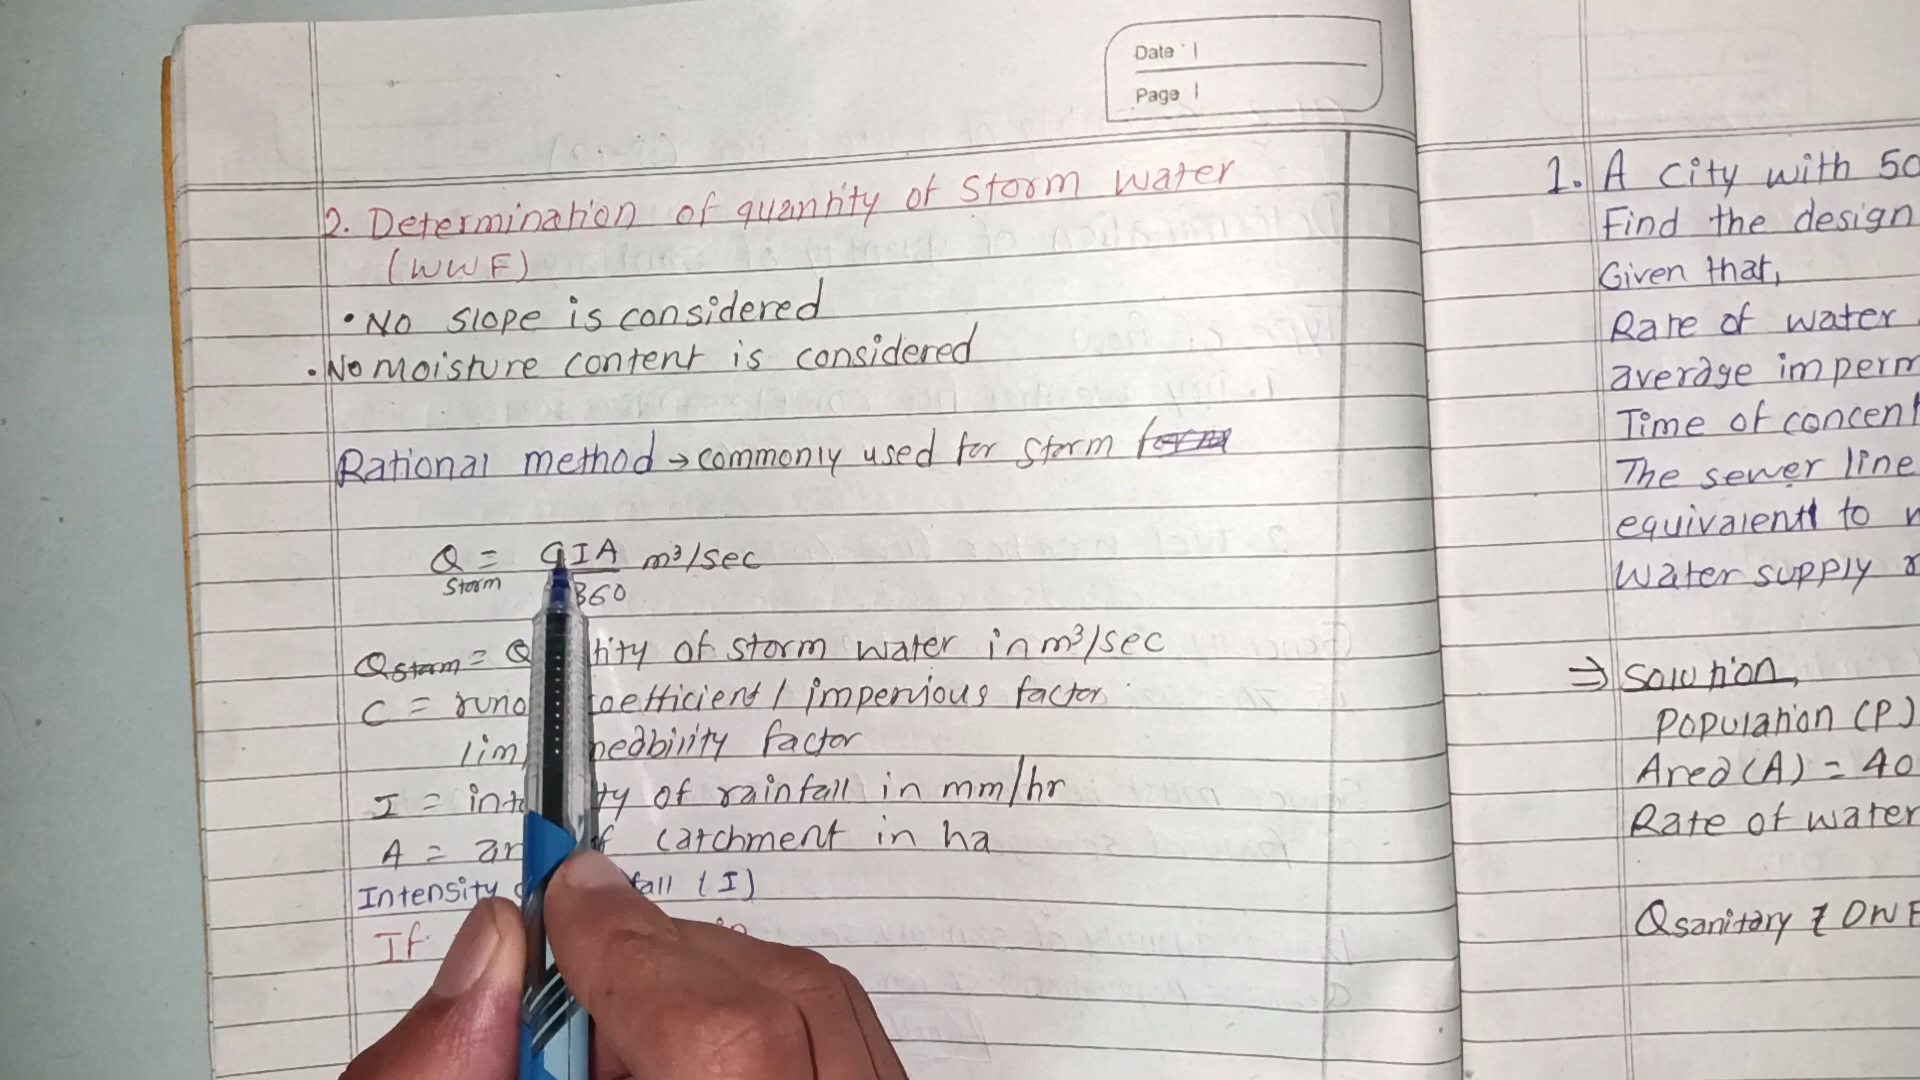 Date
Page
2. Determination of quantity of storm water
(WWF)
• No slope is considered
• No moisture content is considered
Rational method → commonly used for storm
Q storm = CIA/360 m³/sec
Qstorm = tity of storm water in m³/sec
C = runo coefficient / impervious factor
factor
I = inte ty of rainfall in mm/hr
A = ar of catchment in ha
Intensity fall (I)
If
1. A city with 50
Find the design
Given that,
Rate of water
average imperm
Time of concent
The sewer line
equivalent to
Water supply r
⇒ Solution,
Population (P)
Area (A) = 40
Rate of water
Qsanitary DWF